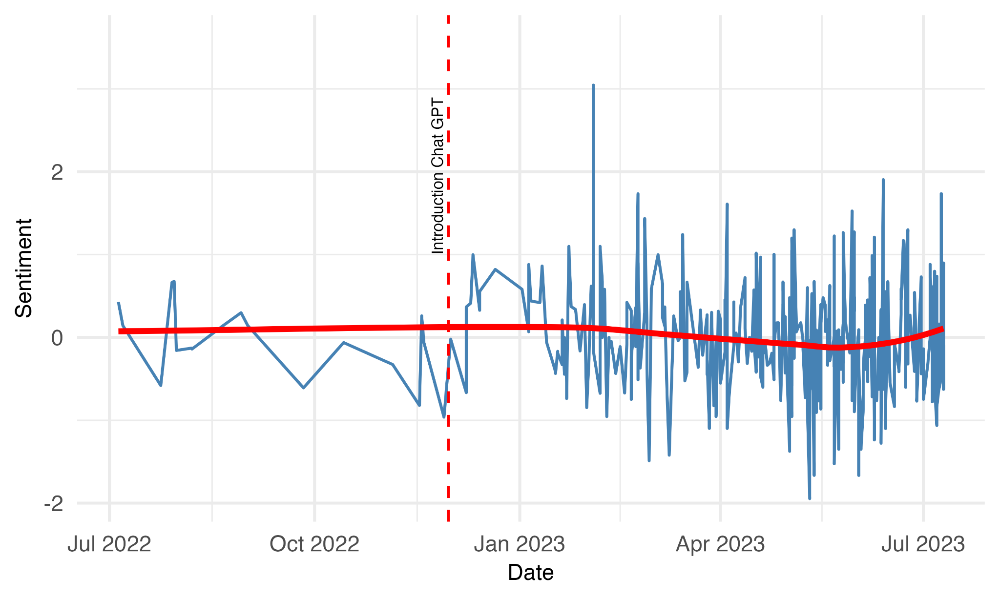 Introduction Chat GPT
Sentiment
2
0
-2
Jul 2022
Oct 2022
Jan 2023
Apr 2023
Jul 2023
Date